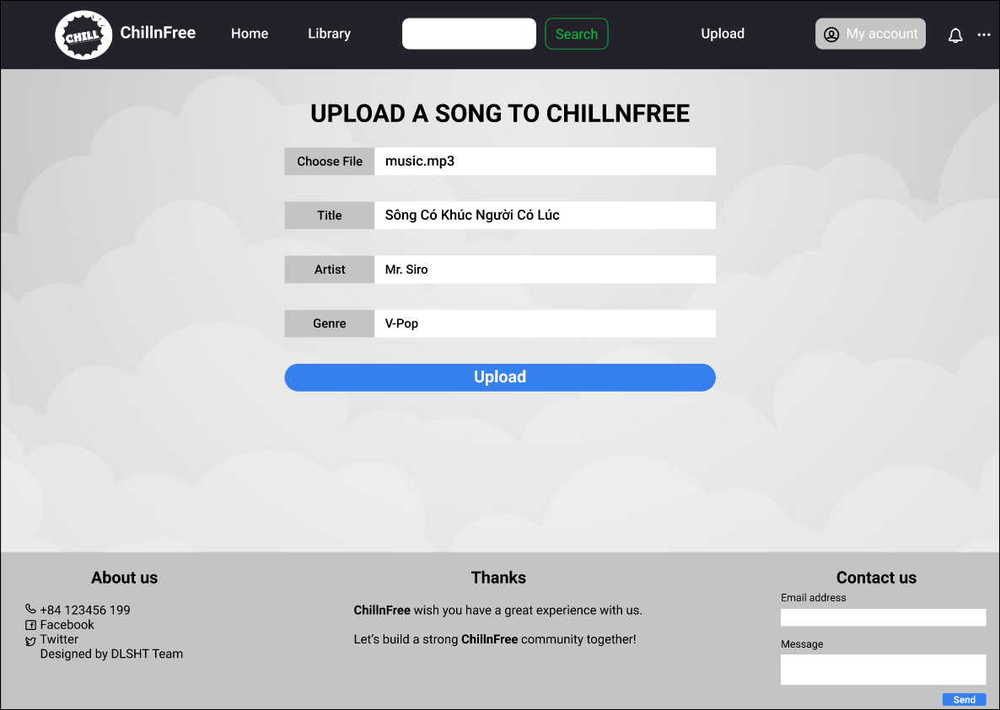 CHILL
ChillnFree
Home
Library
Search
Upload
My account
UPLOAD A SONG TO CHILLNFREE
Choose File
music.mp3
Title
Sông Có Khúc Người Có Lúc
Artist
Mr. Siro
Genre
V-Pop
Upload
About us
+84 123456 199
Facebook
Twitter
Designed by DLSHT Team
Thanks
ChillnFree wish you have a great experience with us.
Let's build a strong ChillnFree community together!
Contact us
Email address
Message
Send